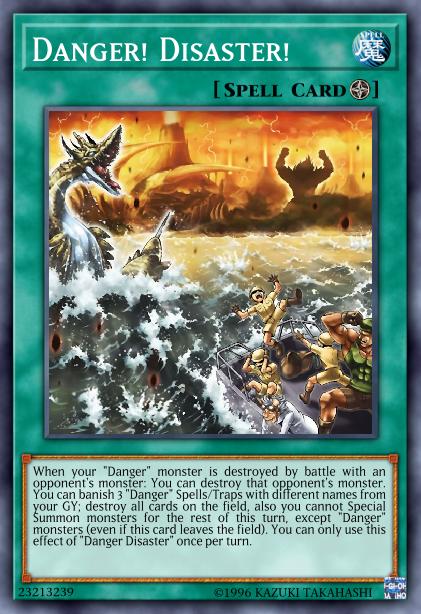 DANGER! DISASTER!
SPELL
魔
[SPELL CARD]
When your "Danger" monster is destroyed by battle with an
opponent's monster: You can destroy that opponent's monster.
You can banish 3 "Danger" Spells/Traps with different names from
your GY; destroy all cards on the field, also you cannot Special
Summon monsters for the rest of this turn, except "Danger"
monsters (even if this card leaves the field). You can only use this
effect of "Danger Disaster" once per turn.
23213239
©1996 KAZUKI TAKAHASHI